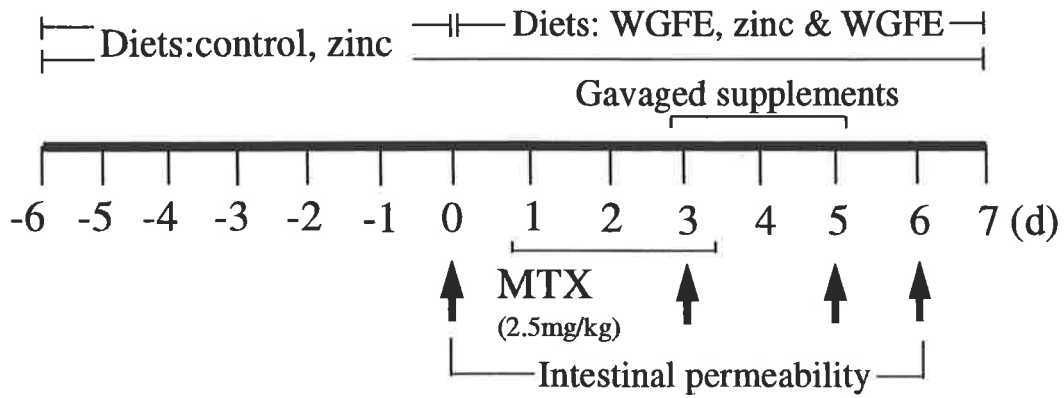 Diets: WGFE, zinc & WGFE
Diets:control, zinc
Gavaged supplements
-6 -5 -4 -3 -2 -1 0 1 2 3 4 5 6 7 (d)
MTX
(2.5mg/kg)
Intestinal permeability